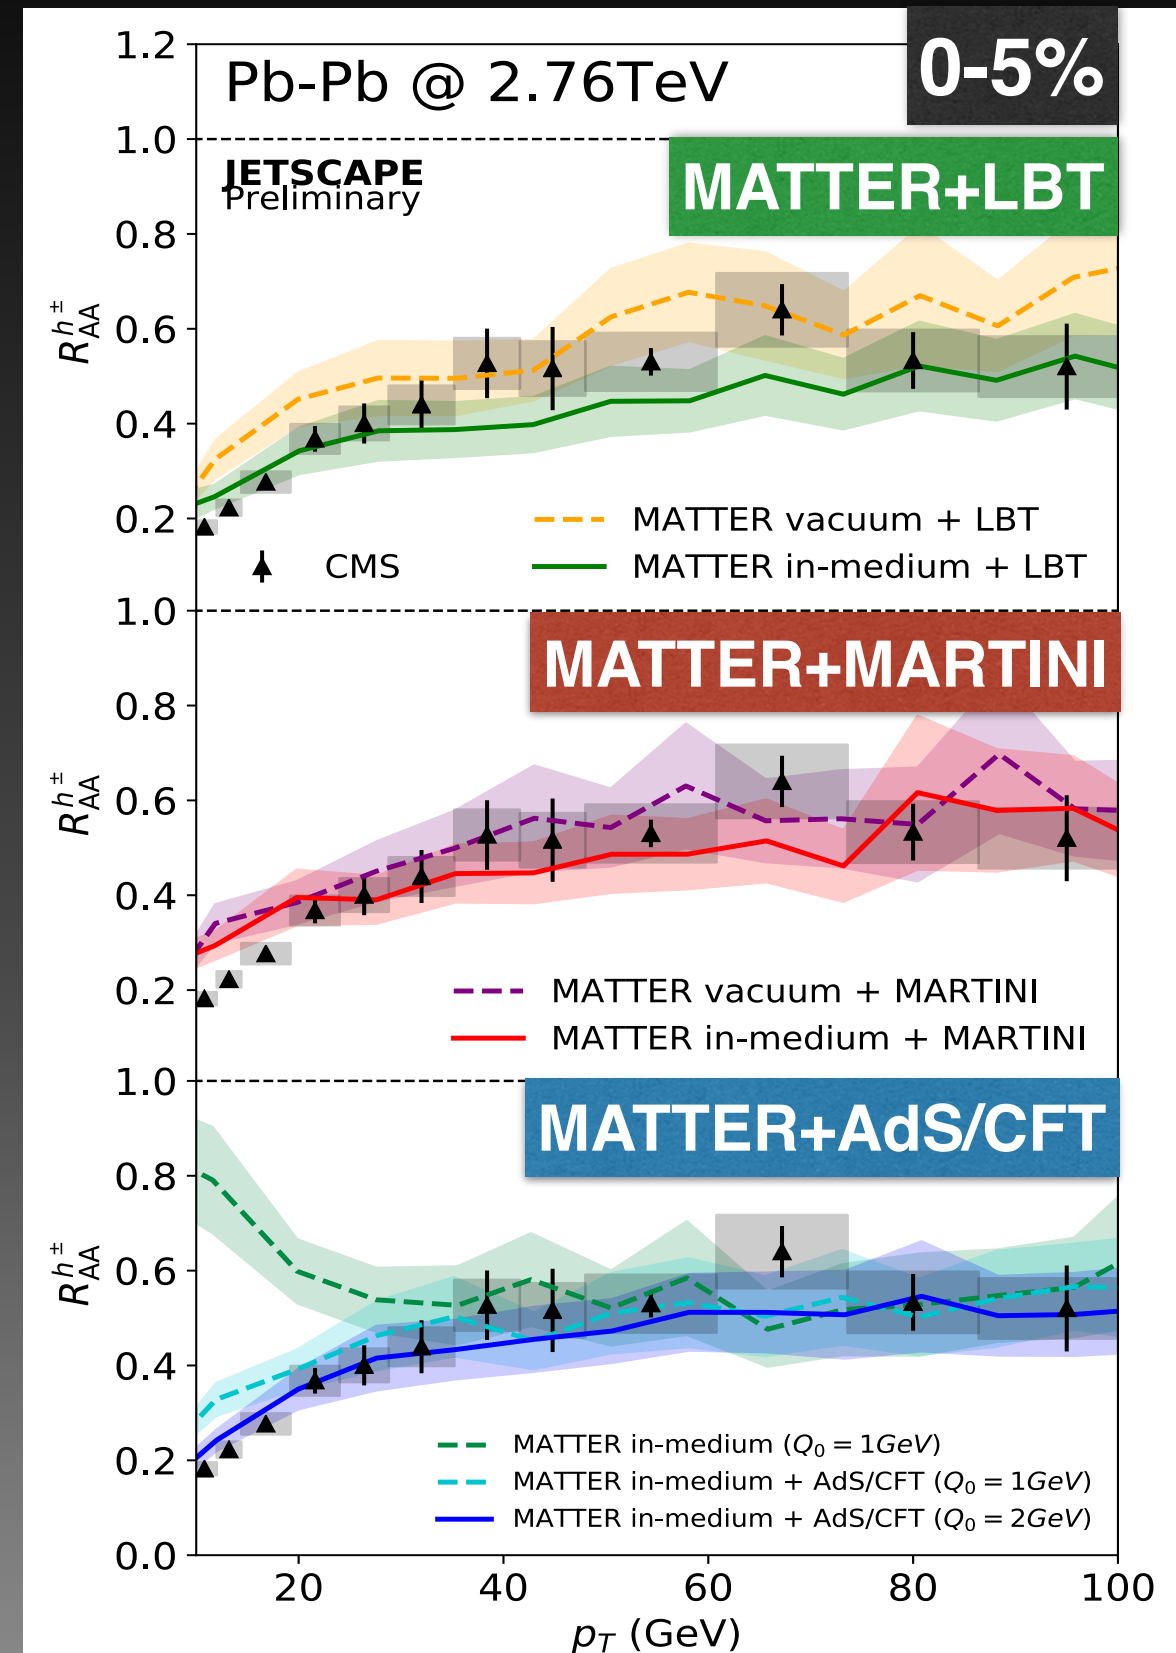 0-5%
Pb-Pb @ 2.76TeV
MATTER+LBT
JETSCAPE
Preliminary
1.2
1.0
0.8
0.6
0.4
0.2
R_AA^h±
MATTER vacuum + LBT
CMS
MATTER in-medium + LBT
MATTER+MARTINI
1.0
0.8
0.6
0.4
0.2
R_AA^h±
MATTER vacuum + MARTINI
MATTER in-medium + MARTINI
MATTER+AdS/CFT
1.0
0.8
0.6
0.4
0.2
0.0
R_AA^h±
MATTER in-medium (Q₀ = 1GeV)
MATTER in-medium + AdS/CFT (Q₀ = 1GeV)
MATTER in-medium + AdS/CFT (Q₀ = 2GeV)
20 40 60 80 100
p_T (GeV)